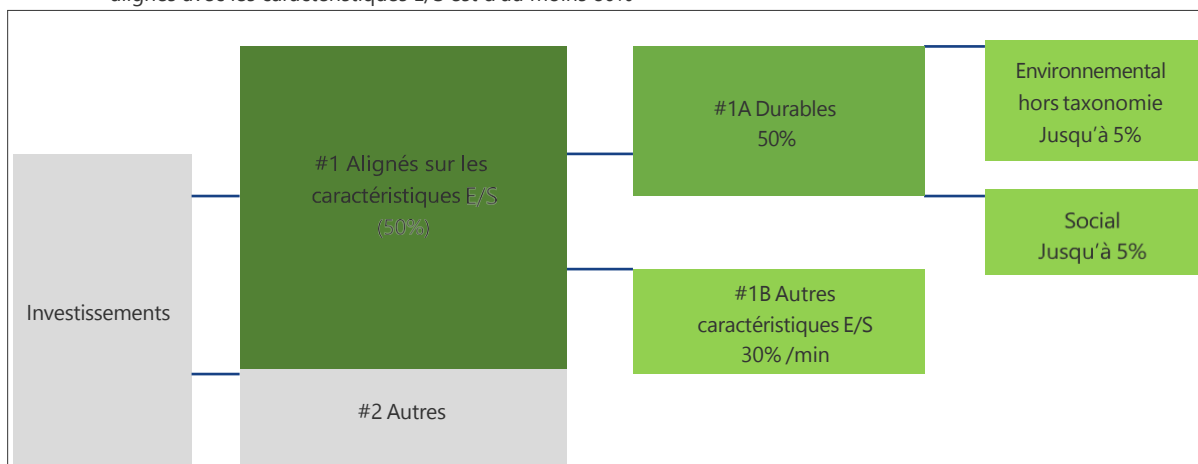 Investissements
#1 Alignés sur les
caractéristiques E/S
(50%)
#2 Autres
#1A Durables
50%
#1B Autres
caractéristiques E/S
30% /min
Environnemental
hors taxonomie
Jusqu'à 5%
Social
Jusqu'à 5%